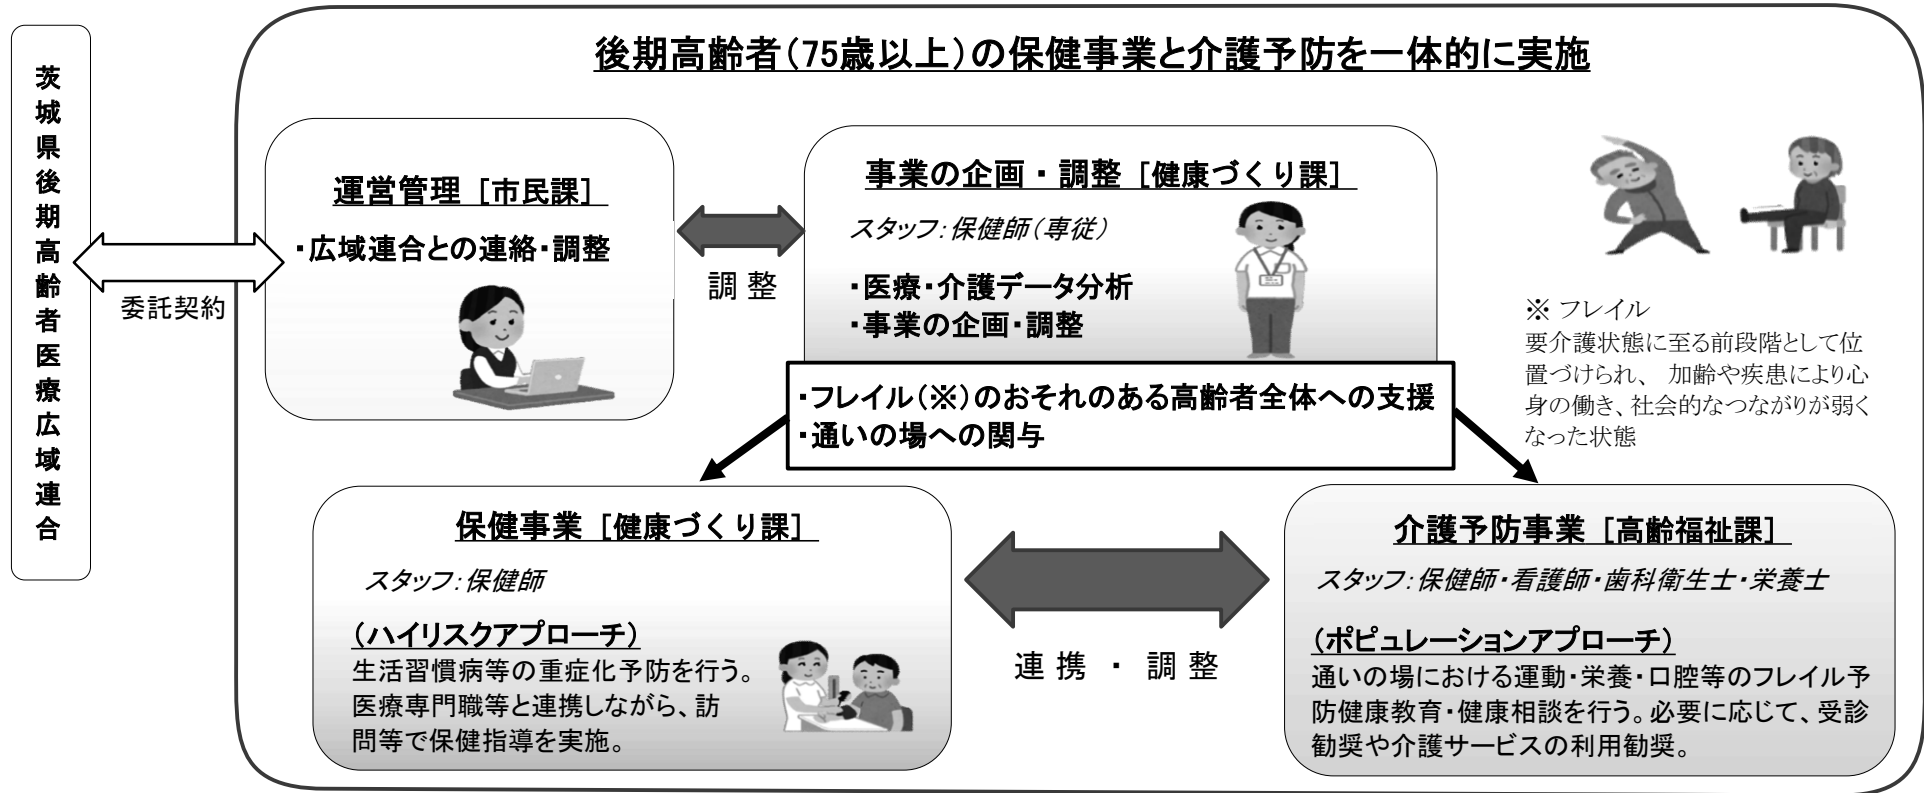 後期高齢者(75歳以上)の保健事業と介護予防を一体的に実施
茨城県後期高齢者医療広域連合
委託契約
運営管理 [市民課]
・広域連合との連絡・調整
調整
事業の企画・調整 [健康づくり課]
スタッフ:保健師(専従)
・医療・介護データ分析
・事業の企画・調整
※ フレイル
要介護状態に至る前段階として位
置づけられ、 加齢や疾患により心
身の働き、社会的なつながりが弱く
なった状態
・フレイル(※)のおそれのある高齢者全体への支援
・通いの場への関与
保健事業 [健康づくり課]
スタッフ:保健師
(ハイリスクアプローチ)
生活習慣病等の重症化予防を行う。
医療専門職等と連携しながら、訪
問等で保健指導を実施。
連携 ・ 調整
介護予防事業 [高齢福祉課]
スタッフ:保健師・看護師・歯科衛生士・栄養士
(ポピュレーションアプローチ)
通いの場における運動・栄養・口腔等のフレイル予
防健康教育・健康相談を行う。必要に応じて、受診
勧奨や介護サービスの利用勧奨。